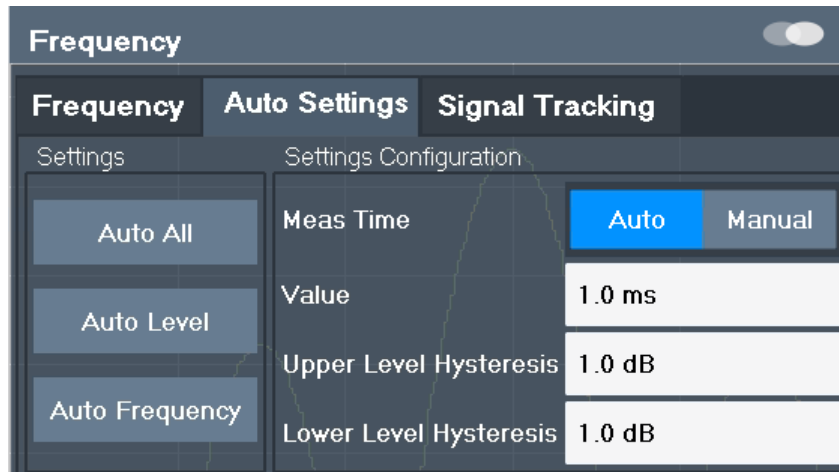 Frequency
Frequency Auto Settings Signal Tracking
Settings Settings Configuration
Auto All
Auto Level
Auto Frequency
Meas Time Auto Manual
Value 1.0 ms
Upper Level Hysteresis 1.0 dB
Lower Level Hysteresis 1.0 dB